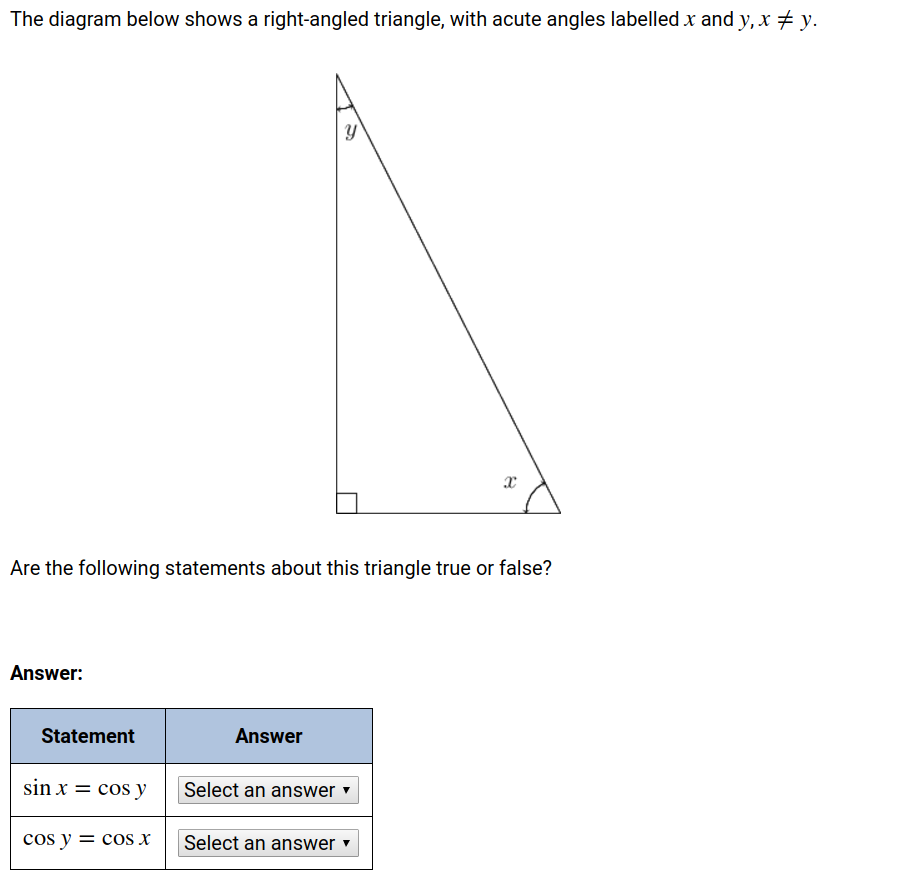 The diagram below shows a right-angled triangle, with acute angles labelled x and y, x ≠ y.
y
x
Are the following statements about this triangle true or false?
Answer:
Statement Answer
sin x = cos y Select an answer ▾
cos y = cos x Select an answer ▾